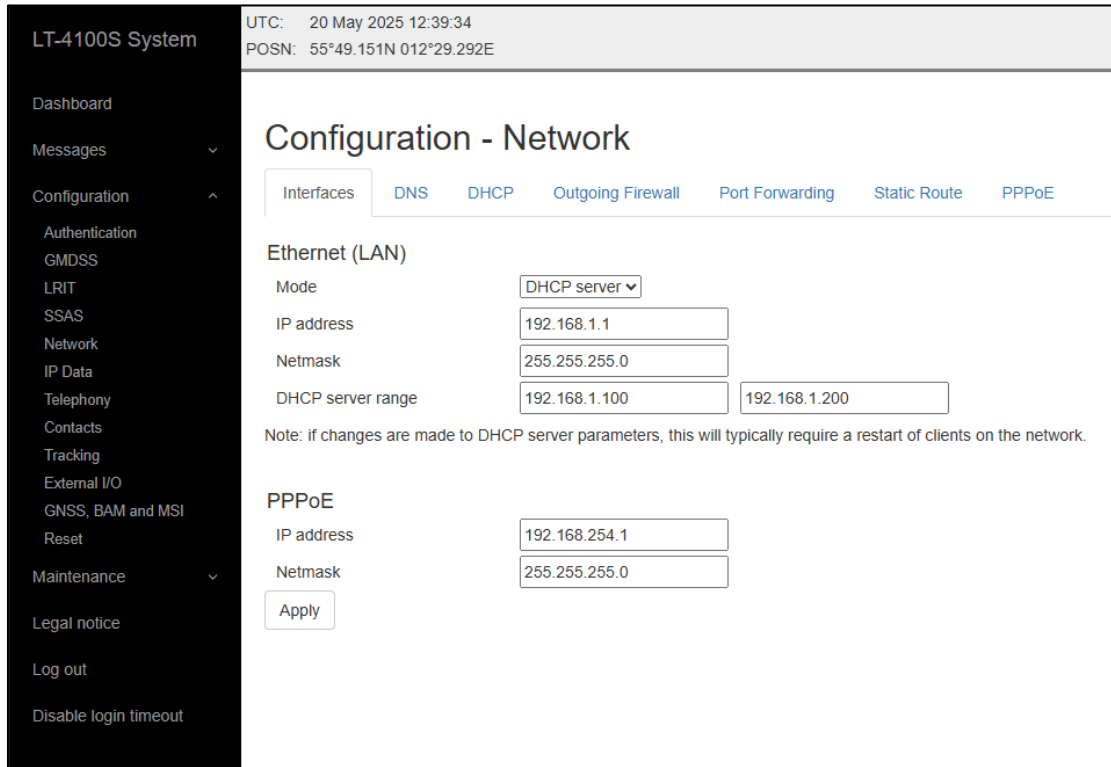 LT-4100S System
Dashboard
Messages
Configuration
Authentication
GMDSS
LRIT
SSAS
Network
IP Data
Telephony
Contacts
Tracking
External I/O
GNSS, BAM and MSI
Reset
Maintenance
Legal notice
Log out
Disable login timeout
UTC: 20 May 2025 12:39:34
POSN: 55°49.151N 012°29.292E
Configuration - Network
Interfaces DNS DHCP Outgoing Firewall Port Forwarding Static Route PPPoE
Ethernet (LAN)
Mode DHCP server
IP address 192.168.1.1
Netmask 255.255.255.0
DHCP server range 192.168.1.100 192.168.1.200
Note: if changes are made to DHCP server parameters, this will typically require a restart of clients on the network.
PPPoE
IP address 192.168.254.1
Netmask 255.255.255.0
Apply